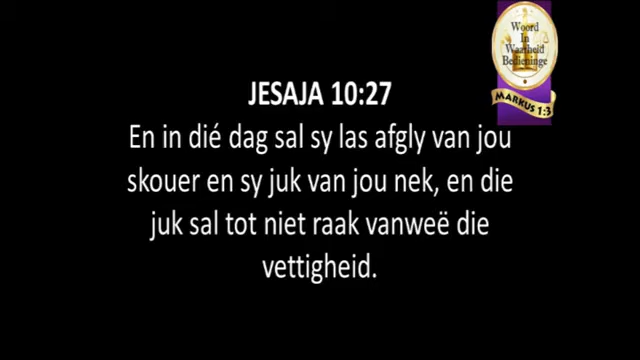 Woord
In
Waarheid
Bedieninge
MARKUS 1:3
JESAJA 10:27
En in dié dag sal sy las afgly van jou
skouer en sy juk van jou nek, en die
juk sal tot niet raak vanweë die
vettigheid.